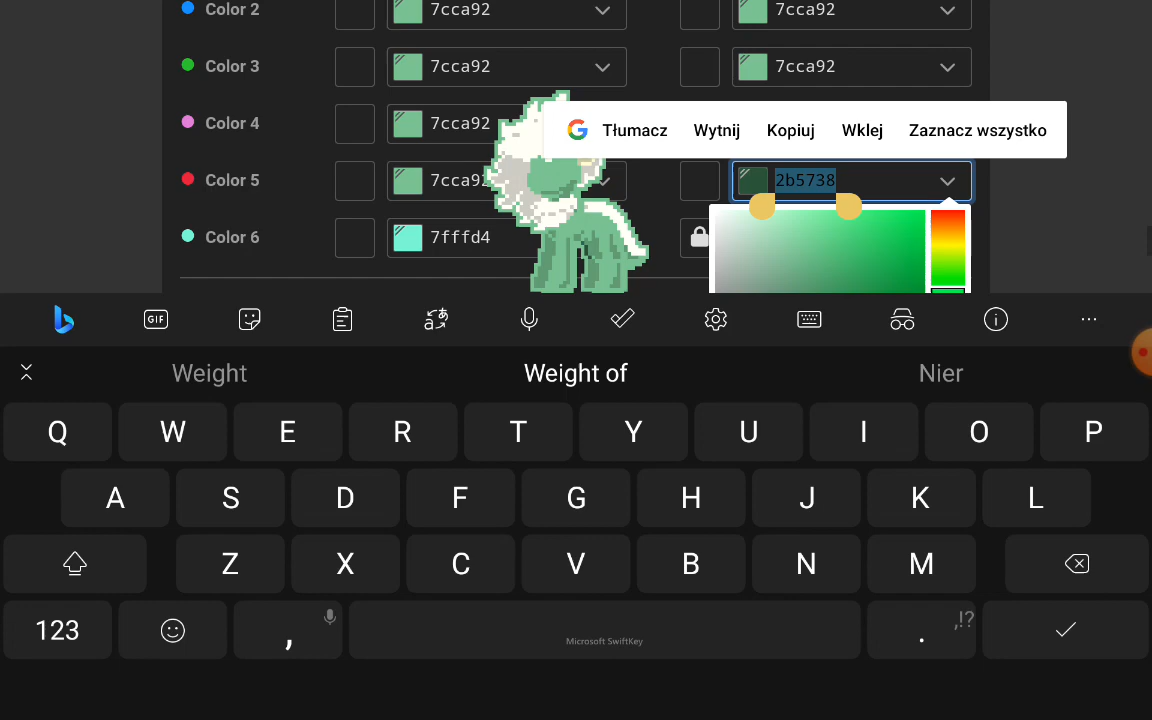 Color 2 7cca92 7cca92
Color 3 7cca92 7cca92
Color 4 7cca92
G Tłumacz Wytnij Kopiuj Wklej Zaznacz wszystko
Color 5 7cca92 2b5738
Color 6 7fffd4
GIF
Weight Weight of Nier
Q W E R T Y U I O P
A S D F G H J K L
Z X C V B N M
123 , Microsoft SwiftKey . ,!?